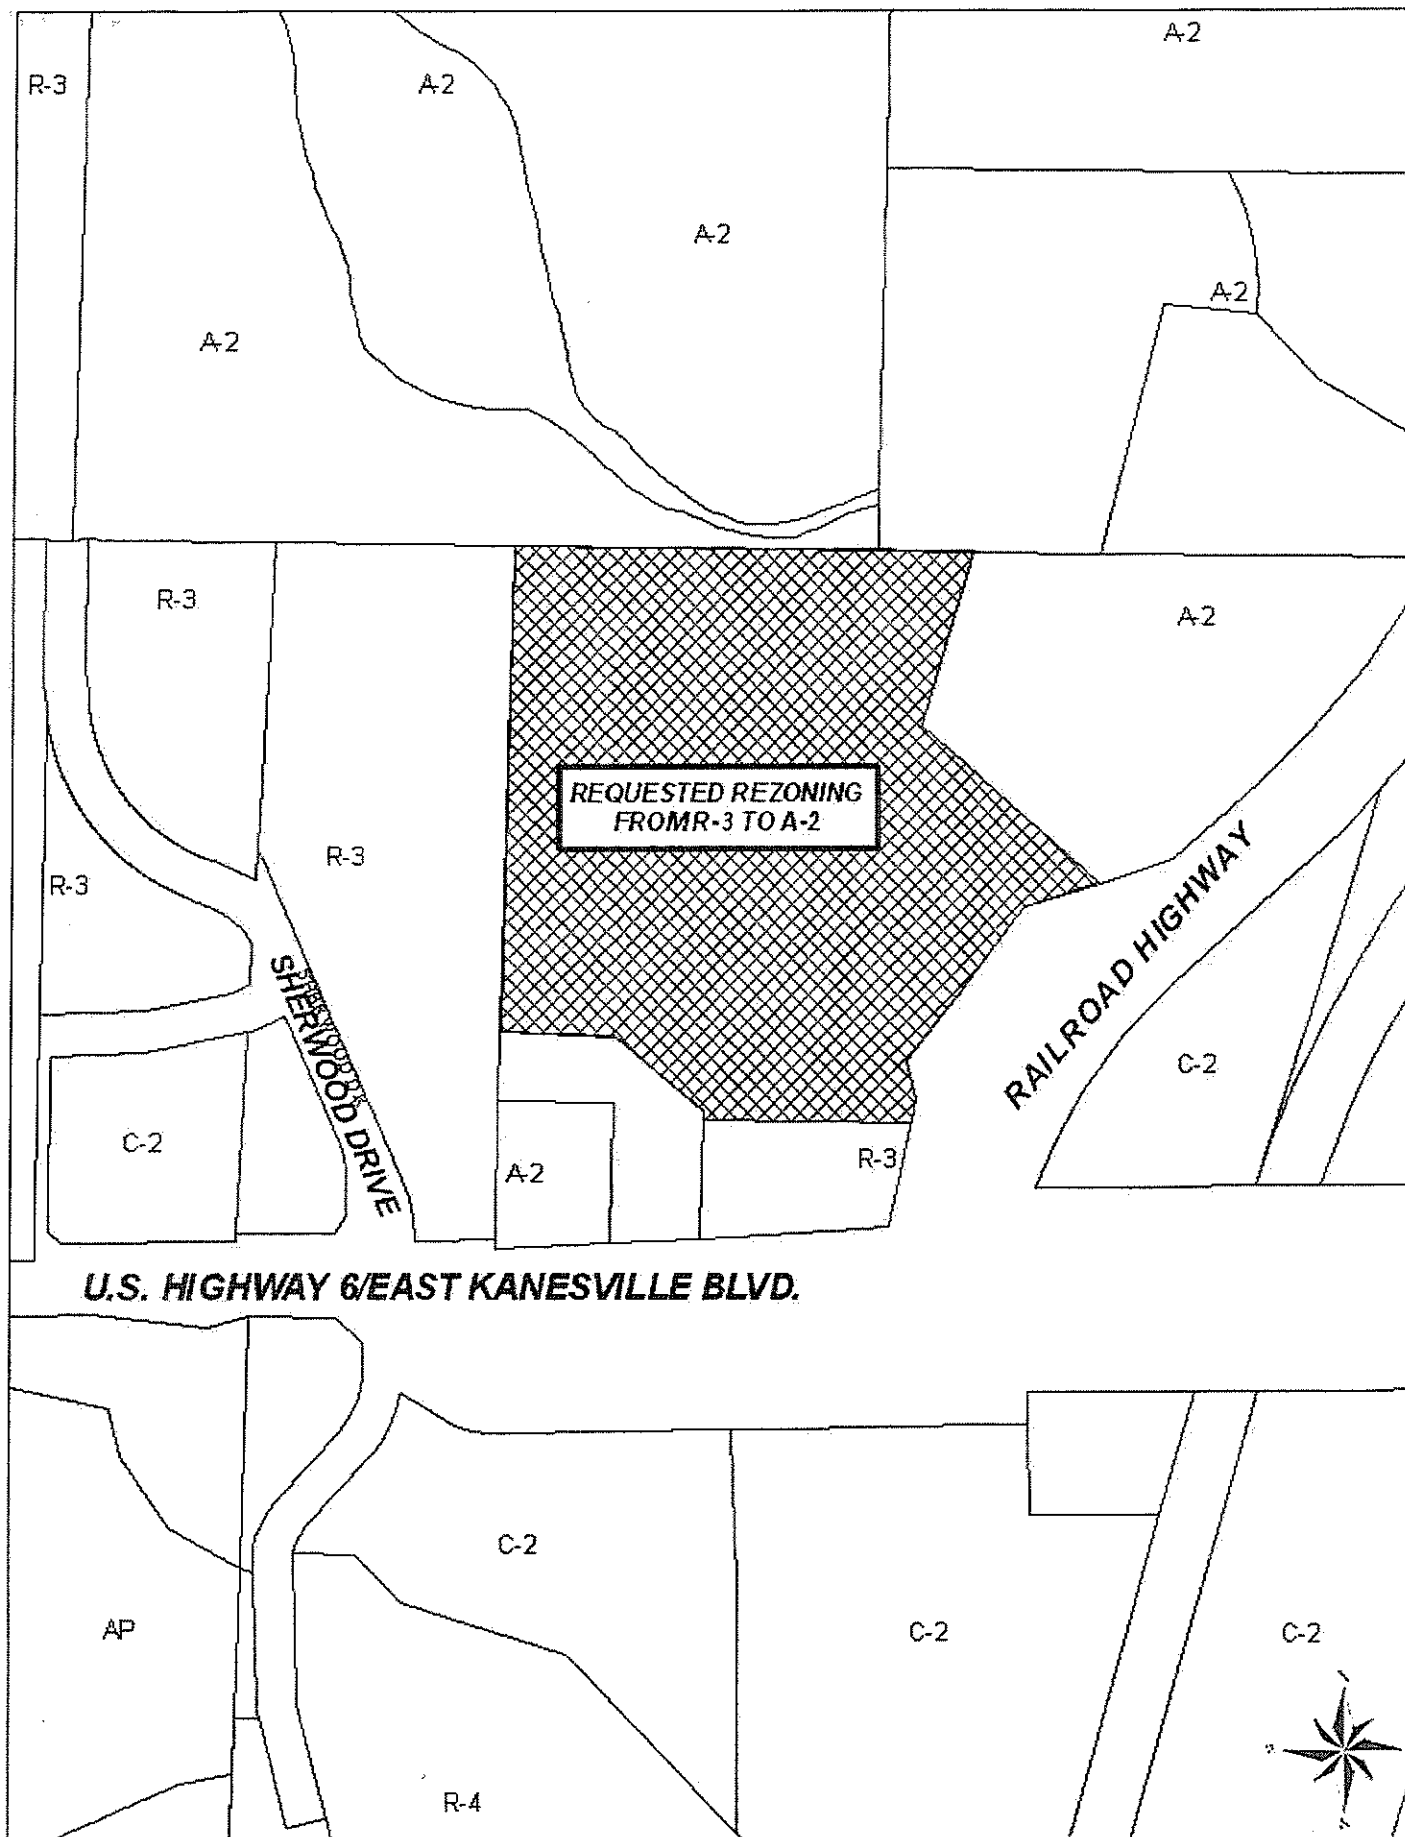 A-2
R-3
A-2
A-2
A-2
A-2
R-3
A-2
REQUESTED REZONING
FROM R-3 TO A-2
R-3
R-3
RAILROAD HIGHWAY
SHERWOOD DRIVE
C-2
C-2
A-2
R-3
U.S. HIGHWAY 6/EAST KANESVILLE BLVD.
C-2
AP
C-2
C-2
R-4